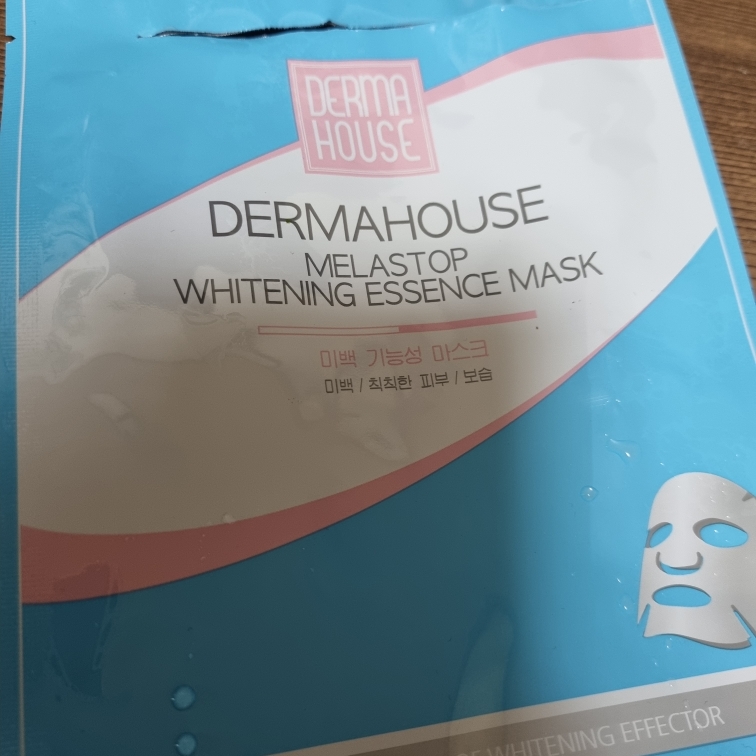 DERMA
HOUSE
DERMAHOUSE
MELASTOP
WHITENING ESSENCE MASK
미백 기능성 마스크
미백 / 칙칙한 피부 / 보습
OF WHITENING EFFECTOR